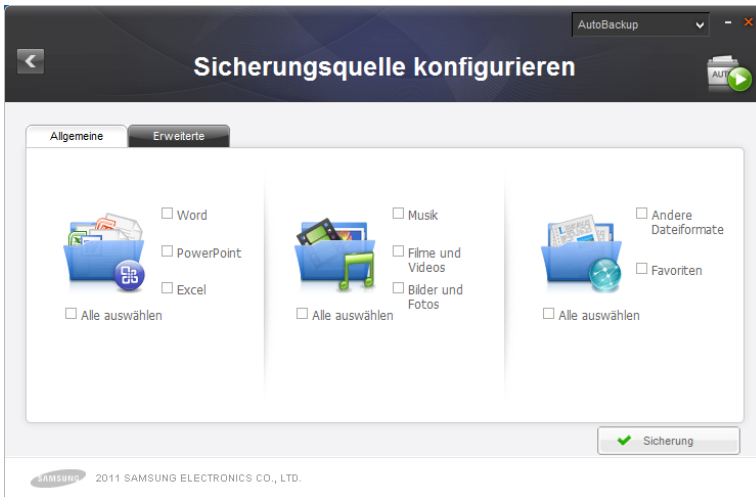 AutoBackup
Sicherungsquelle konfigurieren
AUT
Allgemeine
Erweiterte
Word
PowerPoint
Excel
Alle auswählen
Musik
Filme und
Videos
Bilder und
Fotos
Alle auswählen
Andere
Dateiformate
Favoriten
Alle auswählen
Sicherung
SAMSUNG
2011 SAMSUNG ELECTRONICS CO., LTD.